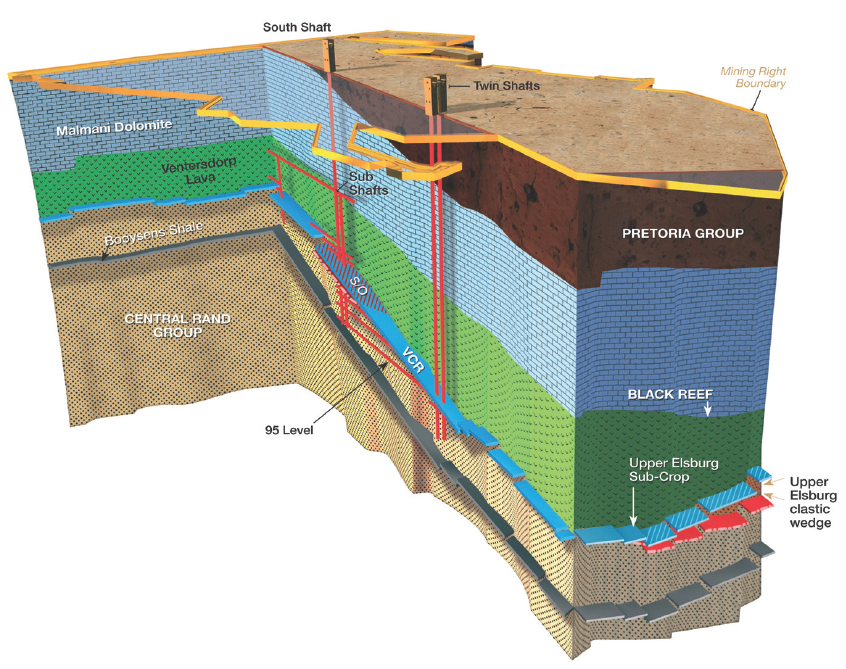 South Shaft
Twin Shafts
Mining Right
Boundary
Malmani Dolomite
Ventersdorp
Lava
Sub
Shafts
Booysens Shale
PRETORIA GROUP
S/O
CENTRAL RAND
GROUP
VCR
BLACK REEF
95 Level
Upper Elsburg
Sub-Crop
Upper
Elsburg
clastic
wedge